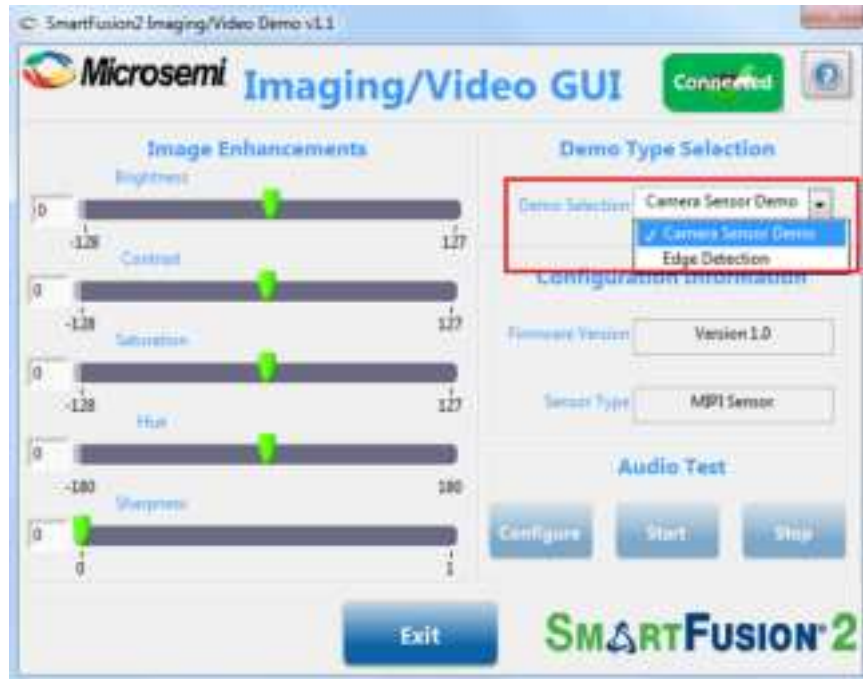 SmartFusion2 Imaging/Video Demo v1.1
Microsemi
Imaging/Video GUI
Connected
Image Enhancements
Brightness
0
-128
127
Contrast
0
-128
127
Saturation
0
-128
127
Hue
0
-180
180
Sharpness
0
0
1
Demo Type Selection
Demo Selection
Camera Sensor Demo
Camera Sensor Demo
Edge Detection
Configuration Information
Firmware Version
Version 1.0
Sensor Type
MIPI Sensor
Audio Test
Configure
Start
Stop
Exit
SMARTFUSION®2